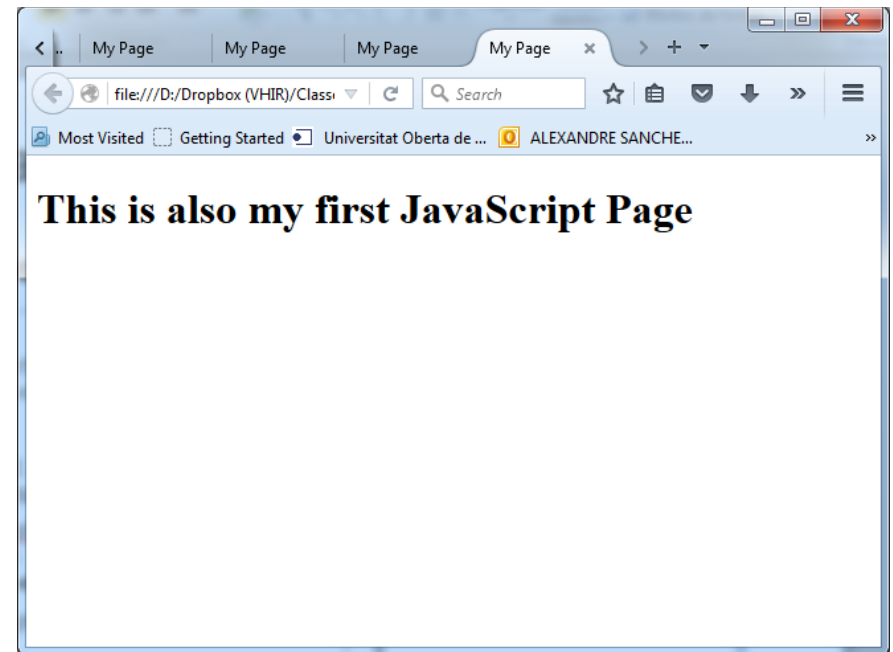 .. My Page My Page My Page My Page
file:///D:/Dropbox (VHIR)/Class Search
Most Visited Getting Started Universitat Oberta de ... ALEXANDRE SANCHE...
This is also my first JavaScript Page